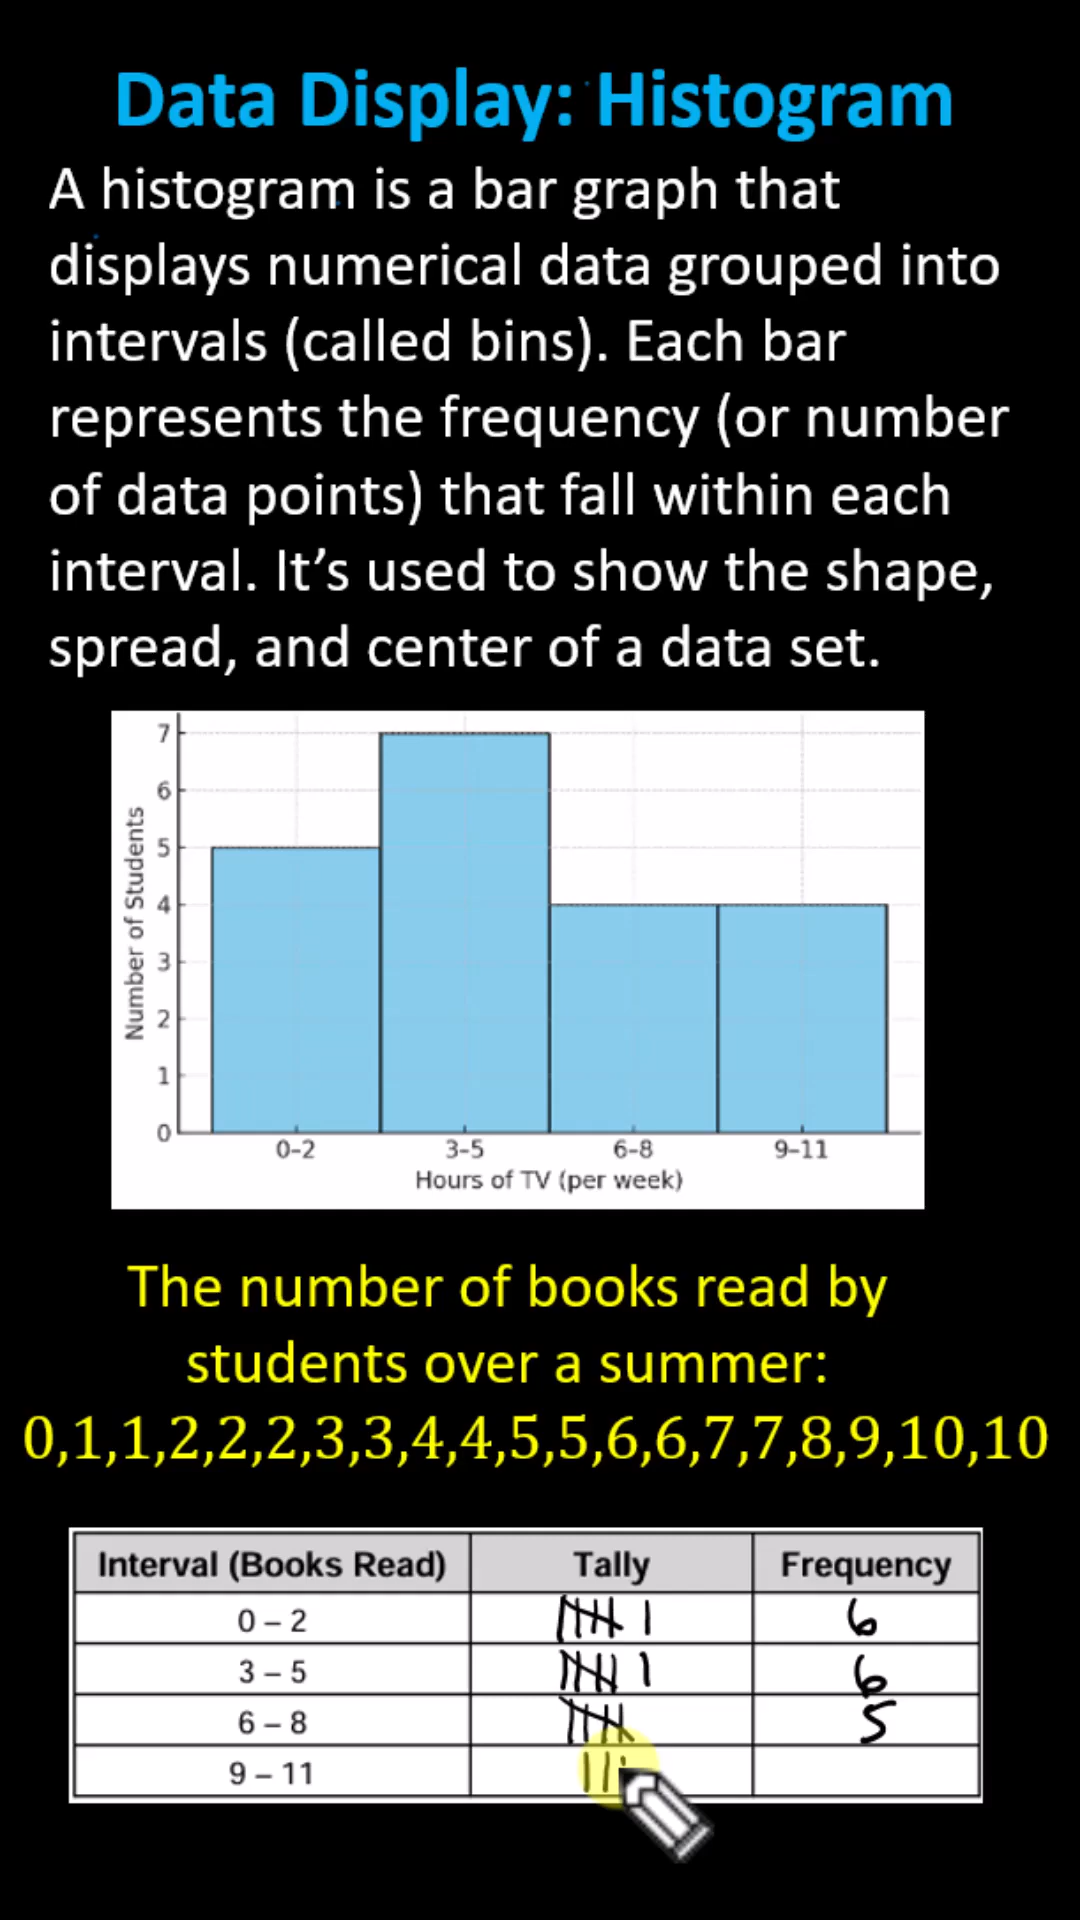 Data Display: Histogram
A histogram is a bar graph that
displays numerical data grouped into
intervals (called bins). Each bar
represents the frequency (or number
of data points) that fall within each
interval. It’s used to show the shape,
spread, and center of a data set.
7
6
5
4
3
2
1
0
Number of Students
0–2 3–5 6–8 9–11
Hours of TV (per week)
The number of books read by
students over a summer:
0,1,1,2,2,2,3,3,4,4,5,5,6,6,7,7,8,9,10,10
Interval (Books Read) Tally Frequency
0 – 2 6
3 – 5 6
6 – 8 5
9 – 11